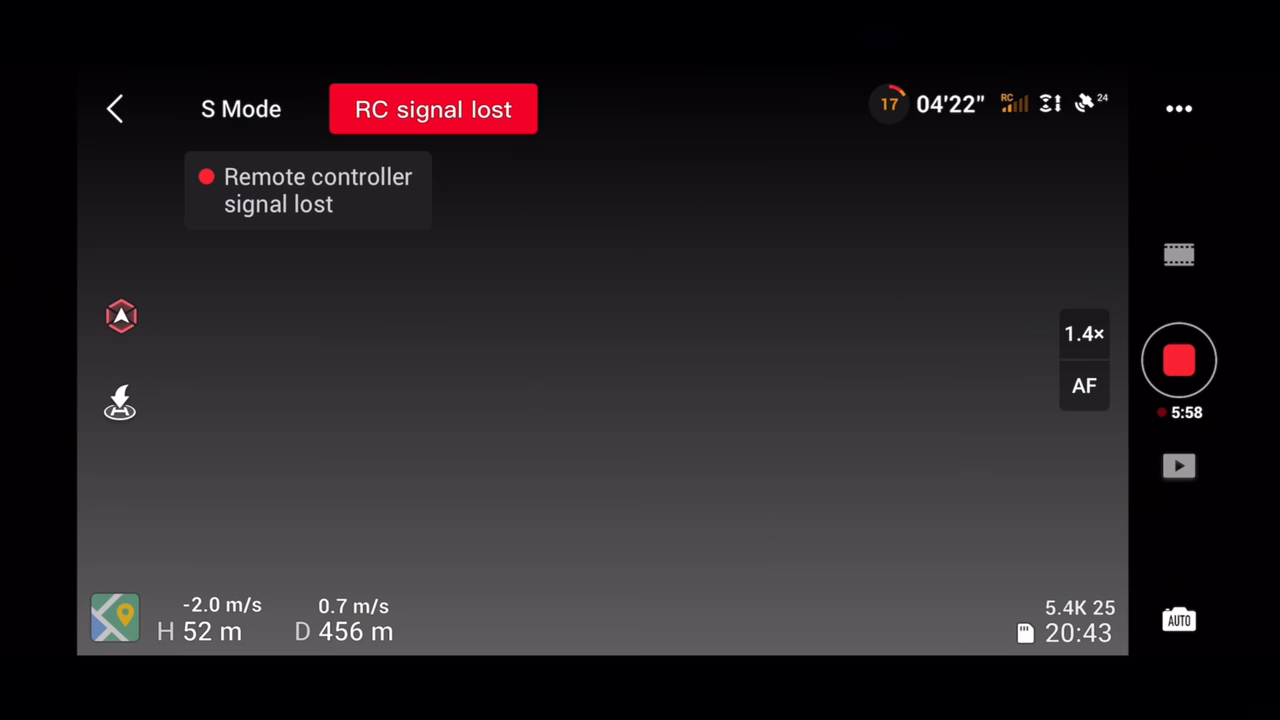 S Mode
RC signal lost
17
04'22"
RC
24
Remote controller
signal lost
1.4×
AF
5:58
-2.0 m/s
0.7 m/s
H 52 m
D 456 m
5.4K 25
20:43
AUTO